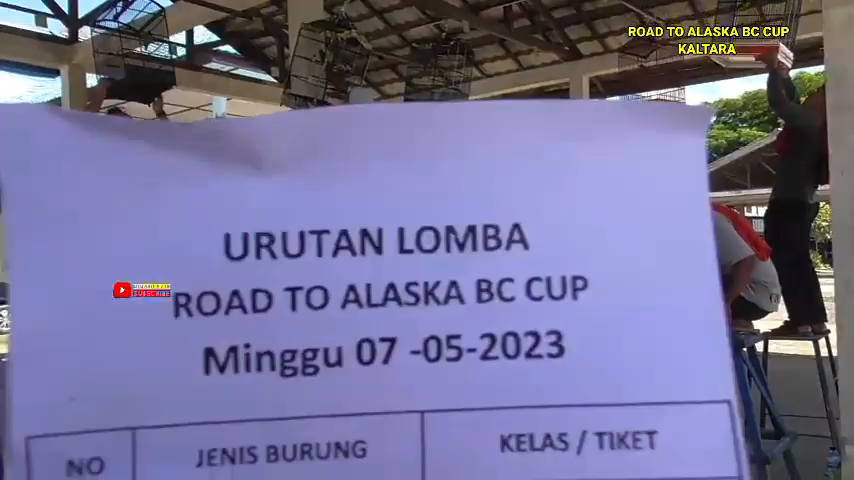 ROAD TO ALASKA BC CUP
KALTARA
URUTAN LOMBA
ROAD TO ALASKA BC CUP
Minggu 07 -05-2023
SUBSCRIBE
NO
JENIS BURUNG
KELAS / TIKET